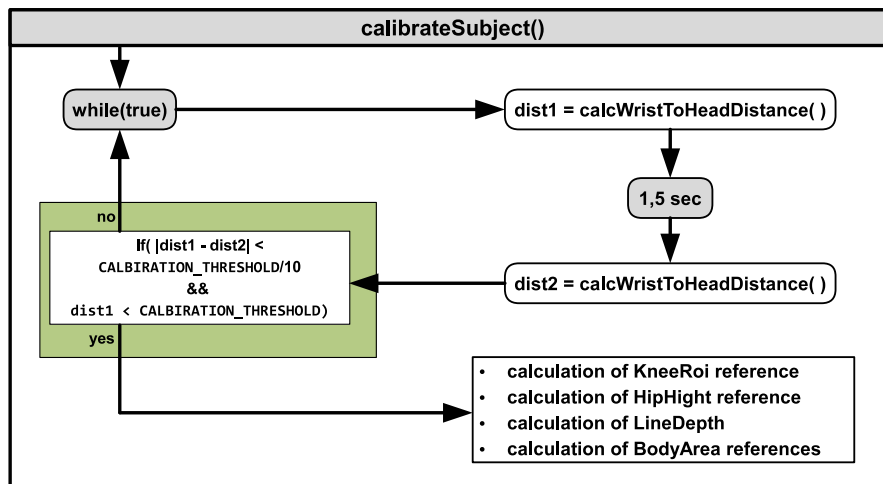 calibrateSubject()
while(true)
dist1 = calcWristToHeadDistance( )
1,5 sec
dist2 = calcWristToHeadDistance( )
no
If( |dist1 - dist2| <
CALBIRATION_THRESHOLD/10
&&
dist1 < CALBIRATION_THRESHOLD)
yes
• calculation of KneeRoi reference
• calculation of HipHight reference
• calculation of LineDepth
• calculation of BodyArea references